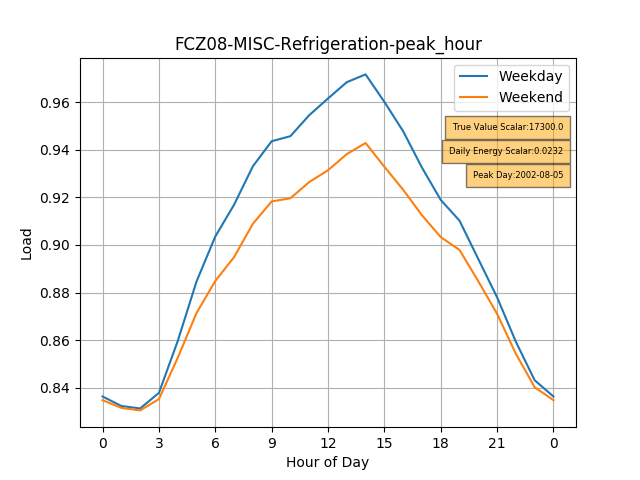 FCZ08-MISC-Refrigeration-peak_hour
Weekday
Weekend
True Value Scalar:17300.0
Daily Energy Scalar:0.0232
Peak Day:2002-08-05
Load
0.96
0.94
0.92
0.90
0.88
0.86
0.84
0 3 6 9 12 15 18 21 0
Hour of Day